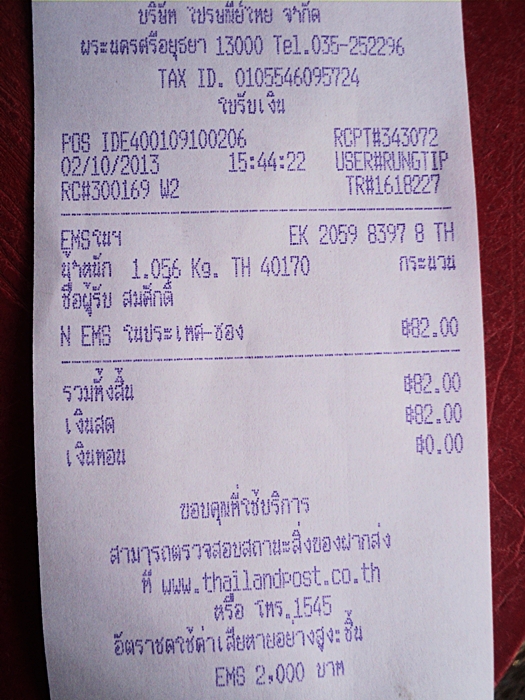 บริษัท ไปรษณีย์ไทย จำกัด
พระนครศรีอยุธยา 13000 Tel.035-252296
TAX ID. 0105546095724
ใบรับเงิน
POS IDE400109100206 RCPT#343072
02/10/2013 15:44:22 USER#RUNGTIP
RC#300169 W2 TR#1618227
EMSในฯ EK 2059 8397 8 TH
น้ำหนัก 1.056 Kg. TH 40170 กระนวน
ชื่อผู้รับ สมศักดิ์
N EMS ในประเทศ-ซอง ฿82.00
รวมทั้งสิ้น ฿82.00
เงินสด ฿82.00
เงินทอน ฿0.00
ขอบคุณที่ใช้บริการ
สามารถตรวจสอบสถานะสิ่งของฝากส่ง
ที่ www.thailandpost.co.th
หรือ โทร.1545
อัตราชดใช้ค่าเสียหายอย่างสูง:ชิ้น
EMS 2,000 บาท